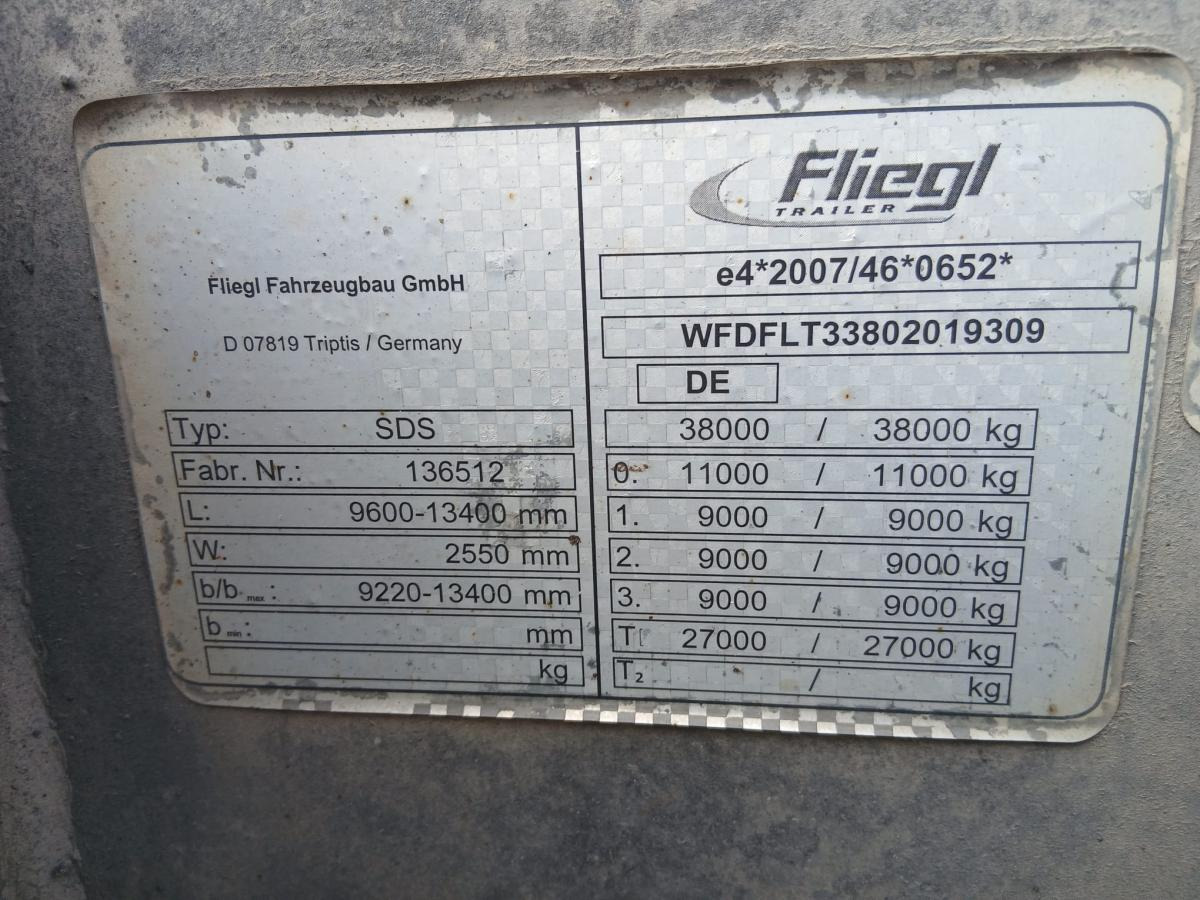 Fliegl Fahrzeugbau GmbH
D 07819 Triptis / Germany
Typ: SDS
Fabr. Nr.: 136512
L: 9600-13400 mm
W: 2550 mm
b/b max : 9220-13400 mm
b min : mm
kg
Fliegl
TRAILER
e4*2007/46*0652*
WFDFLT33802019309
DE
38000 / 38000 kg
0. 11000 / 11000 kg
1. 9000 / 9000 kg
2. 9000 / 9000 kg
3. 9000 / 9000 kg
T 27000 / 27000 kg
T₂ / kg